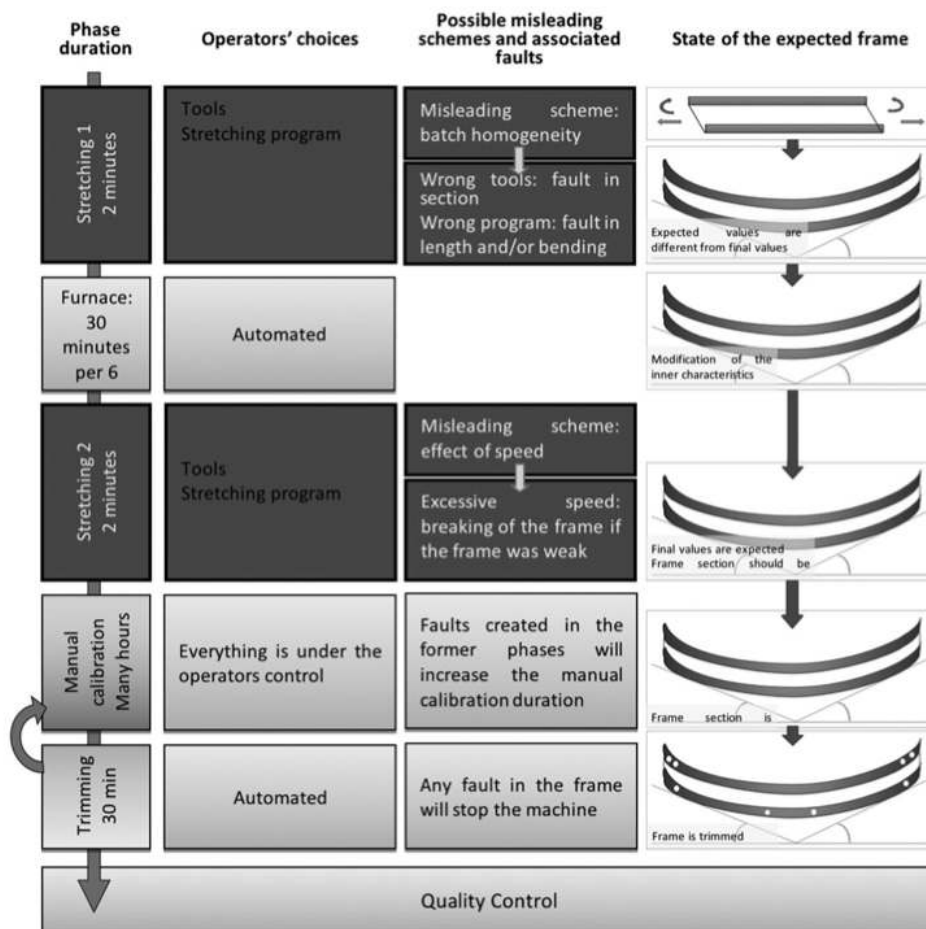 Phase
duration
Operators' choices
Possible misleading
schemes and associated
faults
State of the expected frame
Stretching 1
2 minutes
Tools
Stretching program
Misleading scheme:
batch homogeneity
Wrong tools: fault in
section
Wrong program: fault in
length and/or bending
Expected values are
different from final values
Furnace:
30
minutes
per 6
Automated
Modification of the
inner characteristics
Stretching 2
2 minutes
Tools
Stretching program
Misleading scheme:
effect of speed
Excessive speed:
breaking of the frame if
the frame was weak
Final values are expected
Frame section should be
Manual
calibration
Many hours
Everything is under the
operators control
Faults created in the
former phases will
increase the manual
calibration duration
Frame section is
Trimming
30 min
Automated
Any fault in the frame
will stop the machine
Frame is trimmed
Quality Control